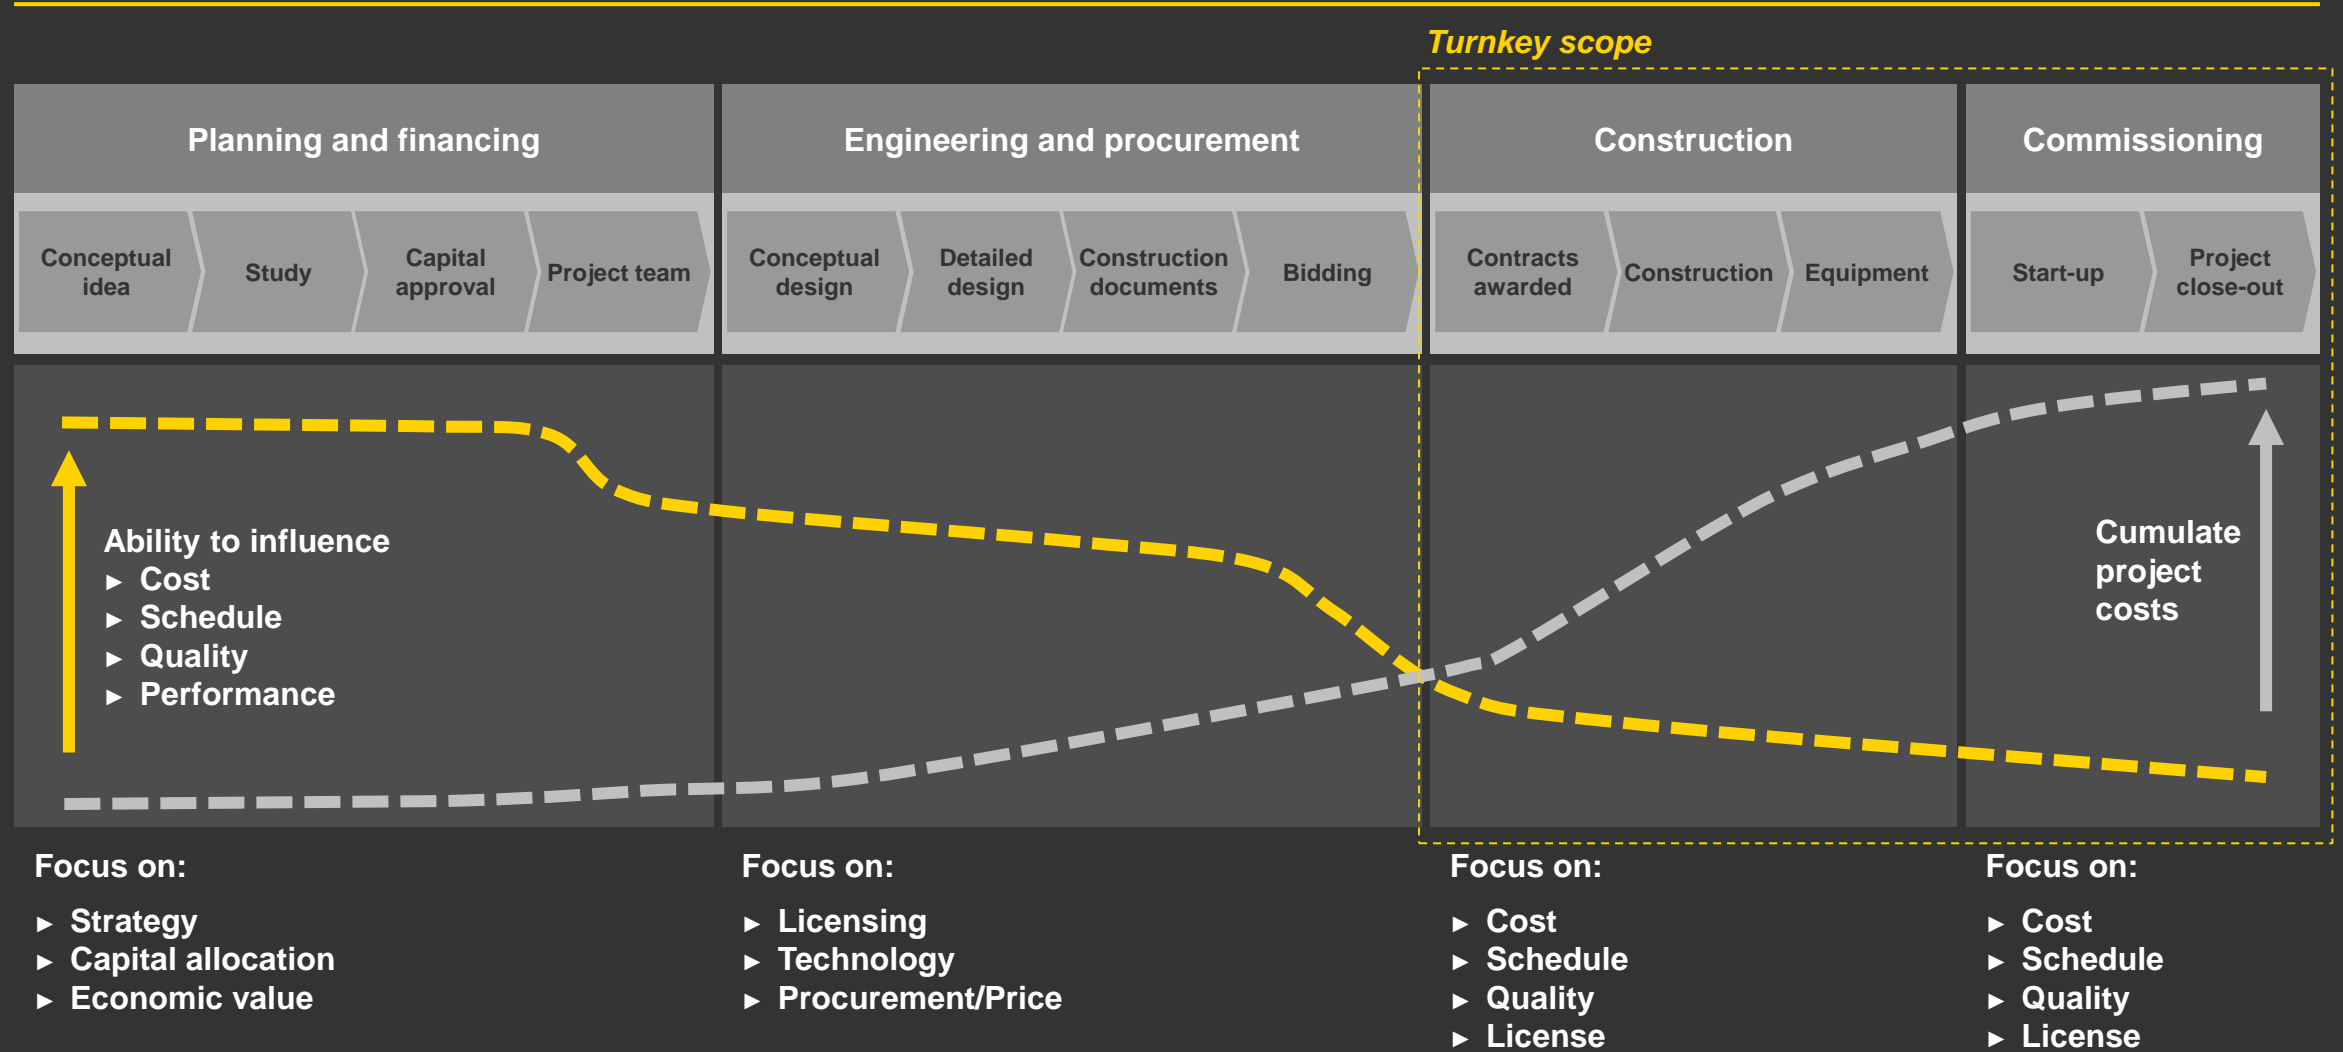 Turnkey scope
Planning and financing
Engineering and procurement
Construction
Commissioning
Conceptual
idea
Study
Capital
approval
Project team
Conceptual
design
Detailed
design
Construction
documents
Bidding
Contracts
awarded
Construction
Equipment
Start-up
Project
close-out
Ability to influence
► Cost
► Schedule
► Quality
► Performance
Cumulate
project
costs
Focus on:
► Strategy
► Capital allocation
► Economic value
Focus on:
► Licensing
► Technology
► Procurement/Price
Focus on:
► Cost
► Schedule
► Quality
► License
Focus on:
► Cost
► Schedule
► Quality
► License